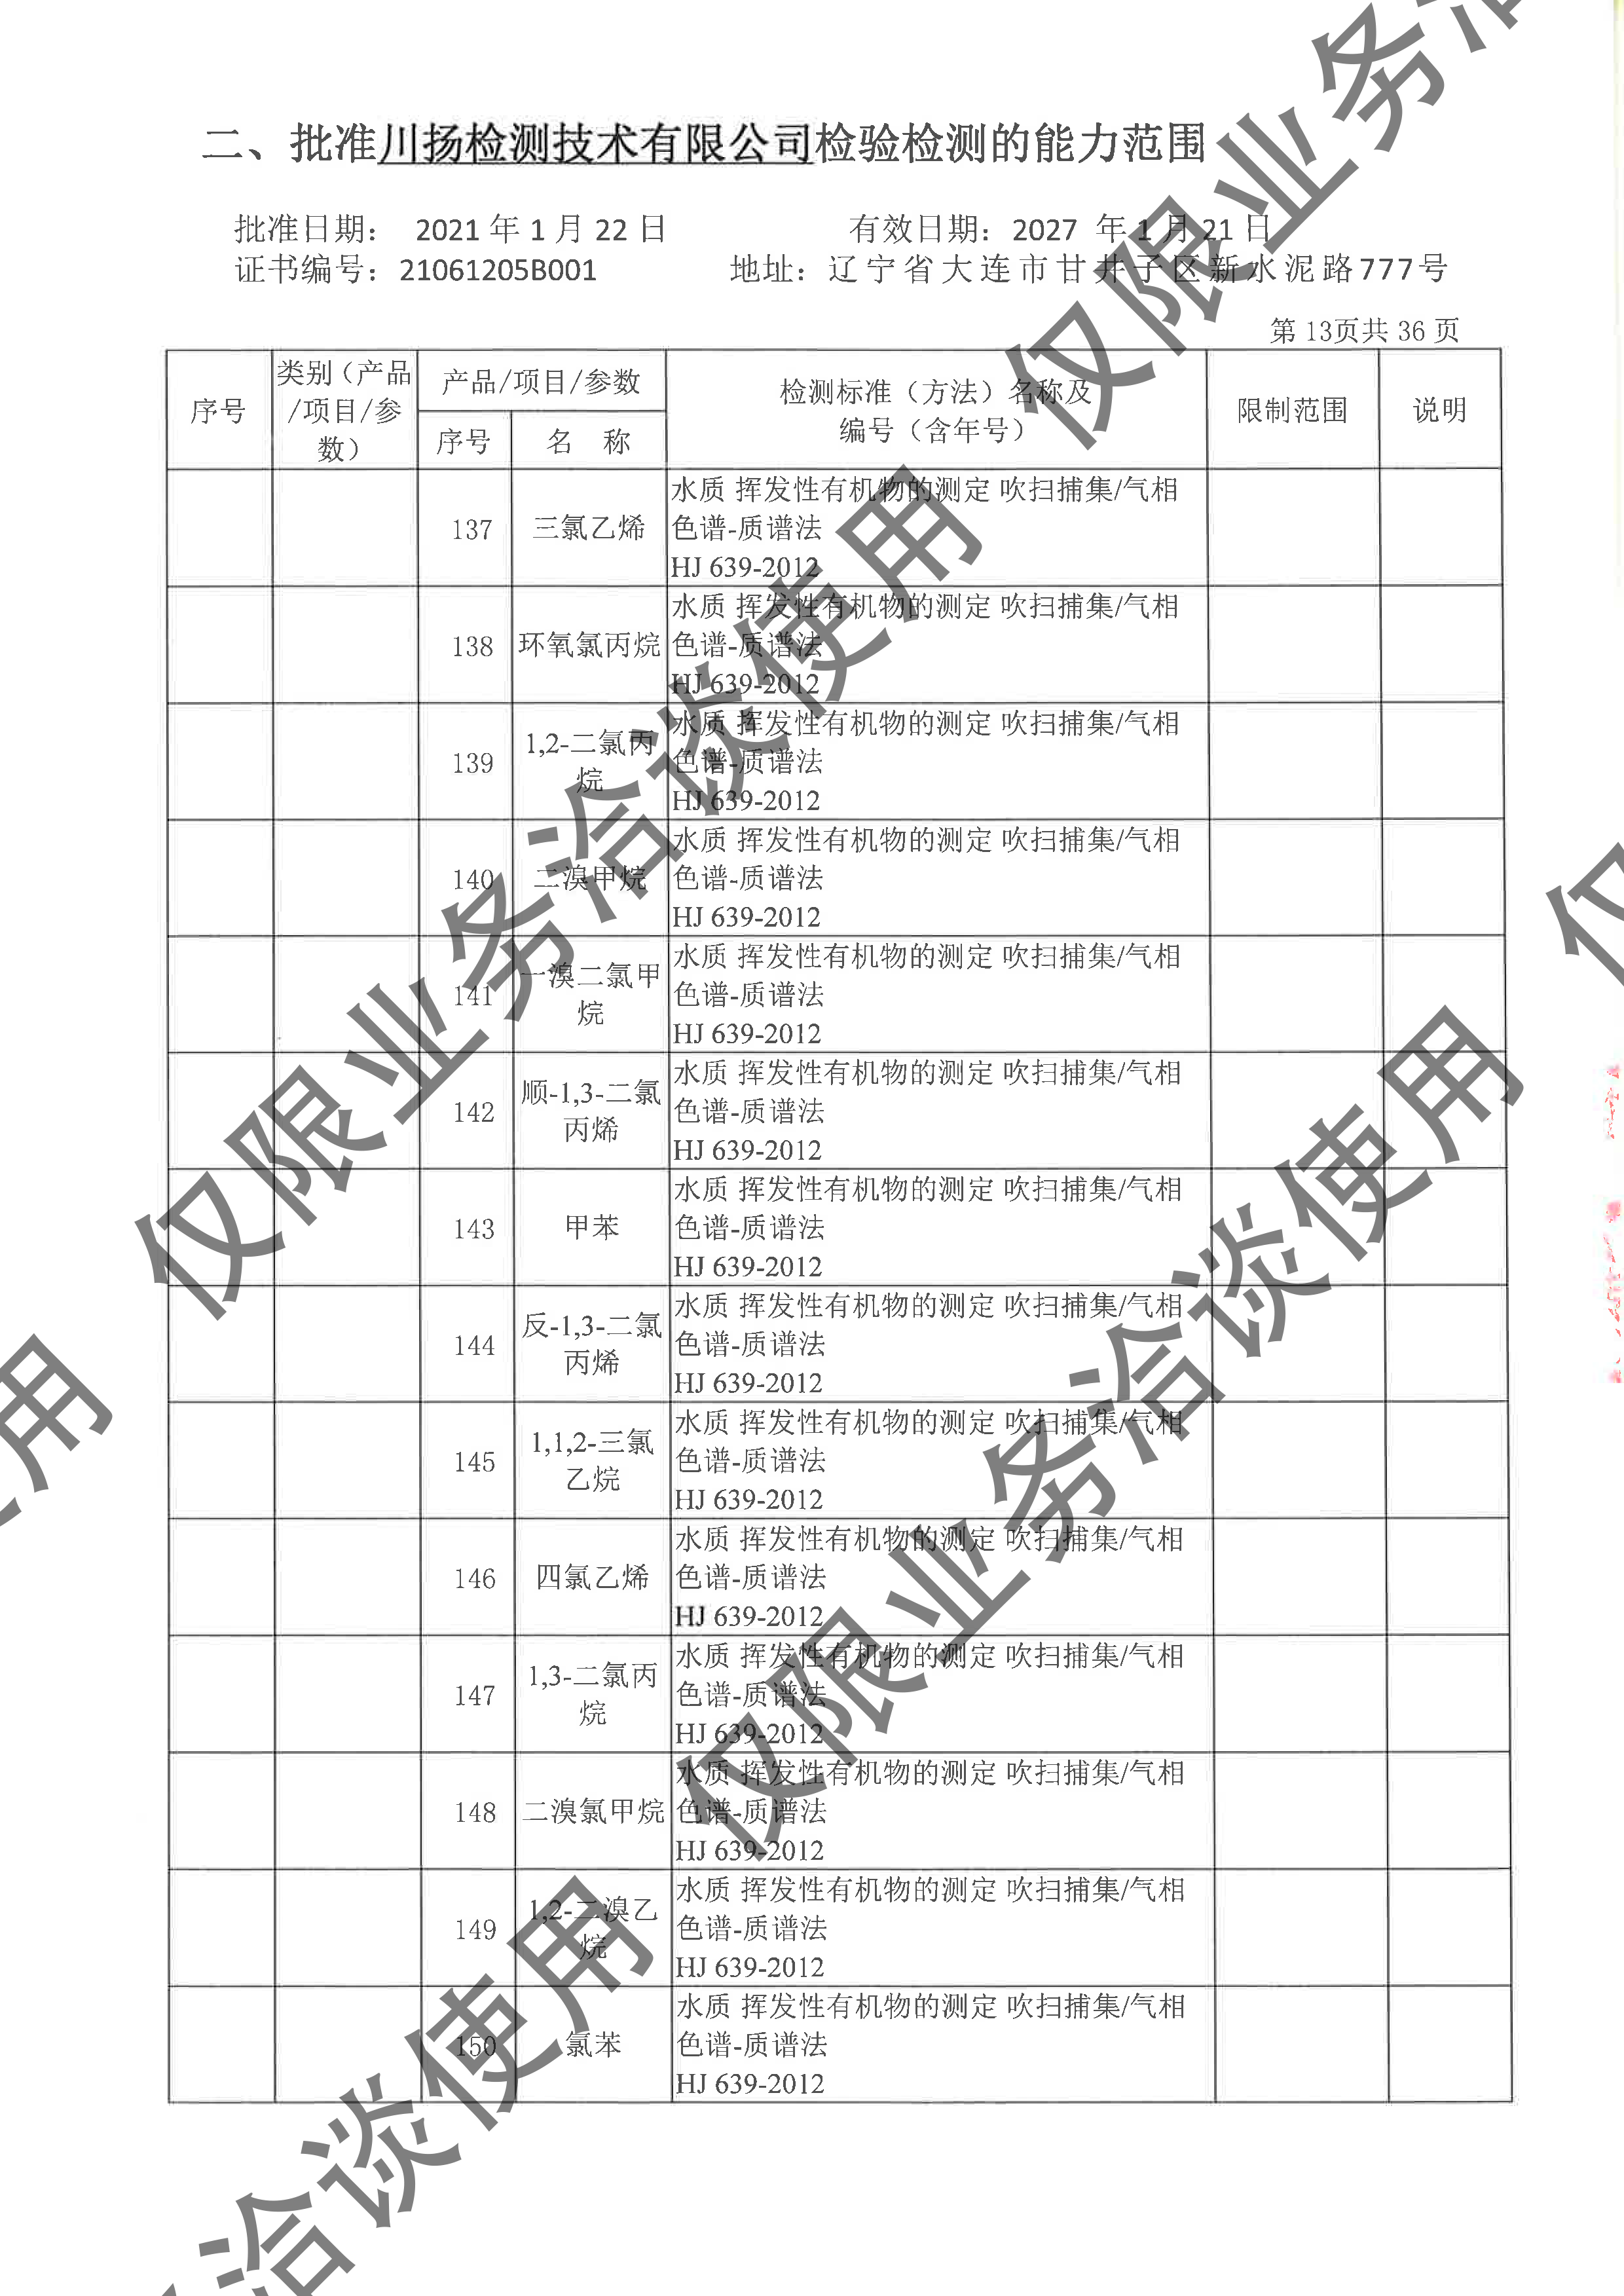 二、批准川扬检测技术有限公司检验检测的能力范围
批准日期： 2021 年 1 月 22 日 有效日期：2027 年 1 月 21 日
证书编号：21061205B001 地址：辽宁省大连市甘井子区新水泥路777号
第 13页共 36 页
序号
类别（产品
/项目/参
数）
产品/项目/参数
序号 名 称
检测标准（方法）名称及
编号（含年号）
限制范围
说明
137 三氯乙烯
水质 挥发性有机物的测定 吹扫捕集/气相
色谱-质谱法
HJ 639-2012
138 环氧氯丙烷
水质 挥发性有机物的测定 吹扫捕集/气相
色谱-质谱法
HJ 639-2012
139
1,2-二氯丙
烷
水质 挥发性有机物的测定 吹扫捕集/气相
色谱-质谱法
HJ 639-2012
140 二溴甲烷
水质 挥发性有机物的测定 吹扫捕集/气相
色谱-质谱法
HJ 639-2012
141
一溴二氯甲
烷
水质 挥发性有机物的测定 吹扫捕集/气相
色谱-质谱法
HJ 639-2012
142
顺-1,3-二氯
丙烯
水质 挥发性有机物的测定 吹扫捕集/气相
色谱-质谱法
HJ 639-2012
143 甲苯
水质 挥发性有机物的测定 吹扫捕集/气相
色谱-质谱法
HJ 639-2012
144
反-1,3-二氯
丙烯
水质 挥发性有机物的测定 吹扫捕集/气相
色谱-质谱法
HJ 639-2012
145
1,1,2-三氯
乙烷
水质 挥发性有机物的测定 吹扫捕集/气相
色谱-质谱法
HJ 639-2012
146 四氯乙烯
水质 挥发性有机物的测定 吹扫捕集/气相
色谱-质谱法
HJ 639-2012
147
1,3-二氯丙
烷
水质 挥发性有机物的测定 吹扫捕集/气相
色谱-质谱法
HJ 639-2012
148 二溴氯甲烷
水质 挥发性有机物的测定 吹扫捕集/气相
色谱-质谱法
HJ 639-2012
149
1,2-二溴乙
烷
水质 挥发性有机物的测定 吹扫捕集/气相
色谱-质谱法
HJ 639-2012
150 氯苯
水质 挥发性有机物的测定 吹扫捕集/气相
色谱-质谱法
HJ 639-2012
仅限业务洽
仅限业务洽谈使用
仅限业务洽谈使用
仅
使用
洽谈使用